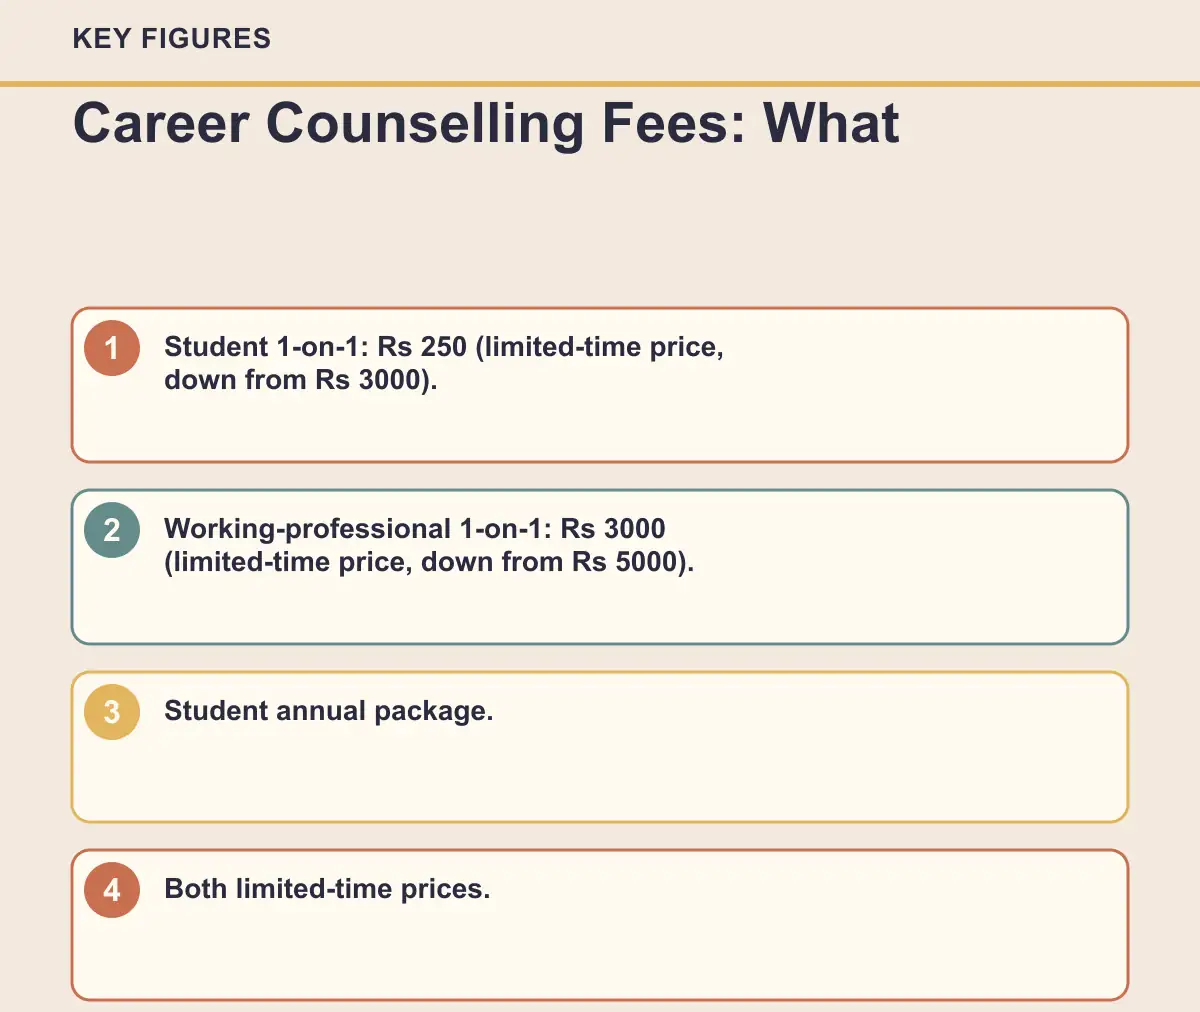 KEY FIGURES
Career Counselling Fees: What
1
Student 1-on-1: Rs 250 (limited-time price,
down from Rs 3000).
2
Working-professional 1-on-1: Rs 3000
(limited-time price, down from Rs 5000).
3
Student annual package.
4
Both limited-time prices.